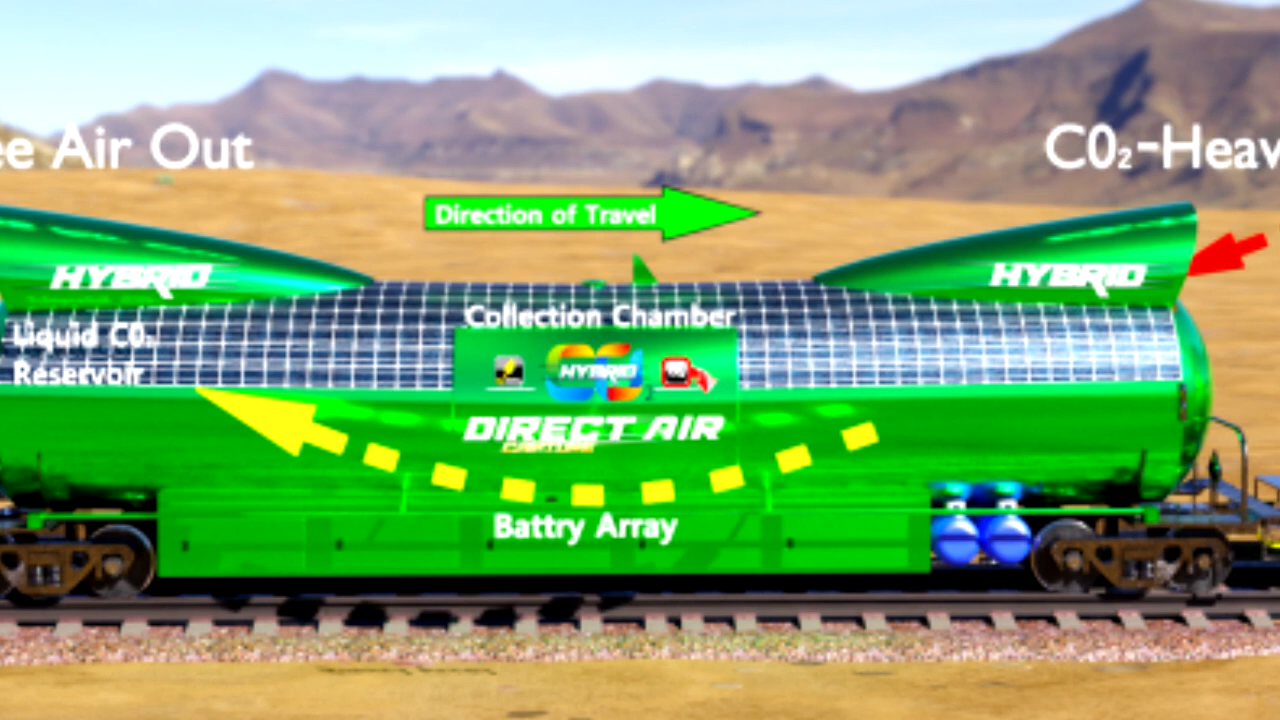 ee Air Out
C0₂-Heav
Direction of Travel
HYBRID
HYBRID
Collection Chamber
Liquid C0₂
Reservoir
HYBRID
DIRECT AIR
CAPTURE
Battry Array